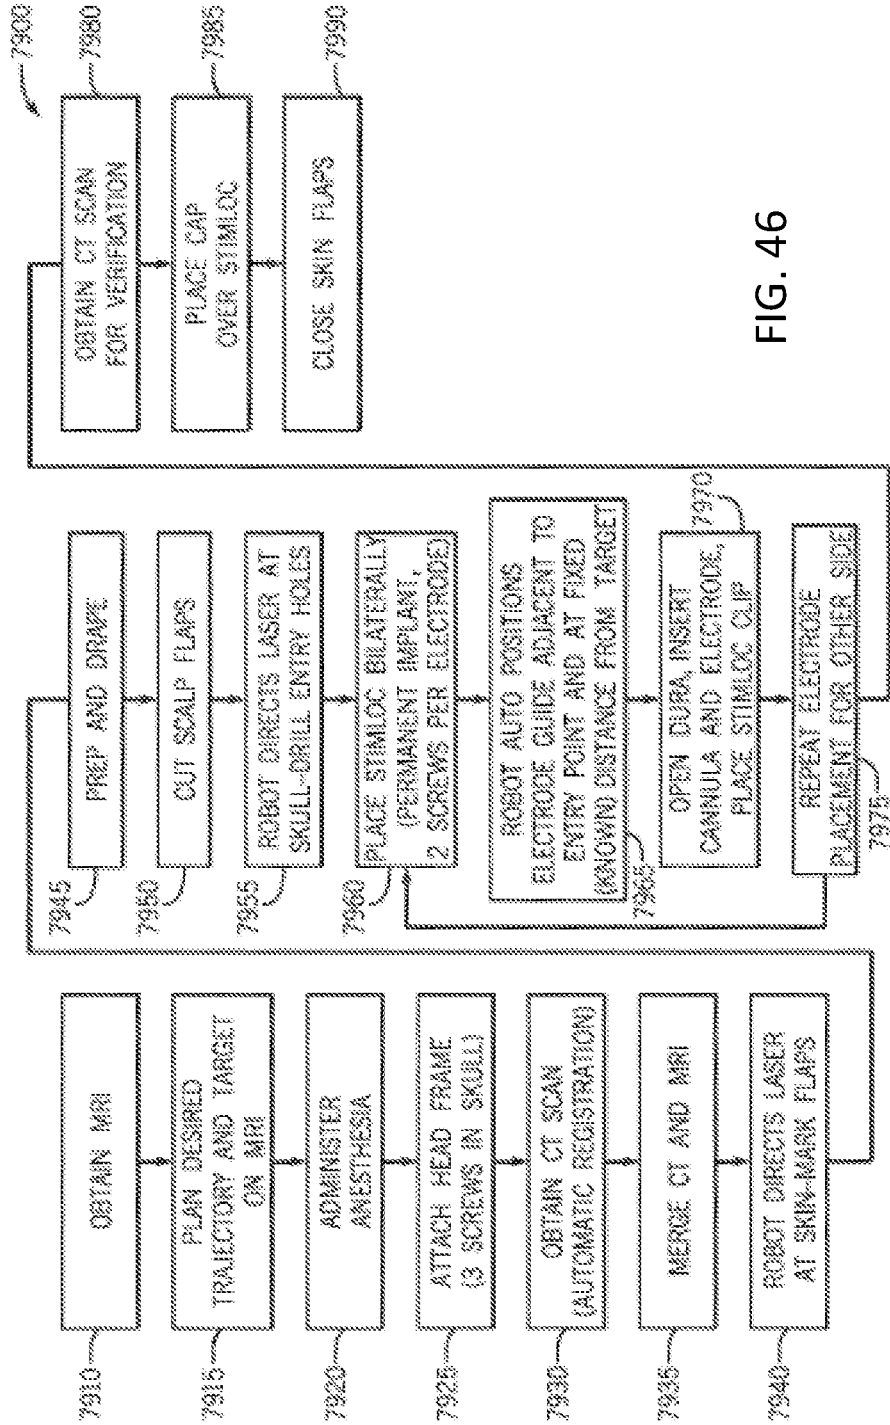 7900
7910
OBTAIN MRI
7915
PLAN DESIRED
TRAJECTORY AND TARGET
ON MRI
7920
ADMINISTER
ANESTHESIA
7925
ATTACH HEAD FRAME
(3 SCREWS IN SKULL)
7930
OBTAIN CT SCAN
(AUTOMATIC REGISTRATION)
7935
MERGE CT AND MRI
7940
ROBOT DIRECTS LASER
AT SKIN-MARK FLAPS
7945
PREP AND DRAPE
7950
CUT SCALP FLAPS
7955
ROBOT DIRECTS LASER AT
SKULL-DRILL ENTRY HOLES
7960
PLACE STIMLOC BILATERALLY
(PERMANENT IMPLANT,
2 SCREWS PER ELECTRODE)
ROBOT AUTO POSITIONS
ELECTRODE GUIDE ADJACENT TO
ENTRY POINT AND AT FIXED
(KNOWN) DISTANCE FROM TARGET
7965
7970
OPEN DURA, INSERT
CANNULA AND ELECTRODE,
PLACE STIMLOC CLIP
REPEAT ELECTRODE
PLACEMENT FOR OTHER SIDE
7975
7980
OBTAIN CT SCAN
FOR VERIFICATION
7985
PLACE CAP
OVER STIMLOC
7990
CLOSE SKIN FLAPS
FIG. 46